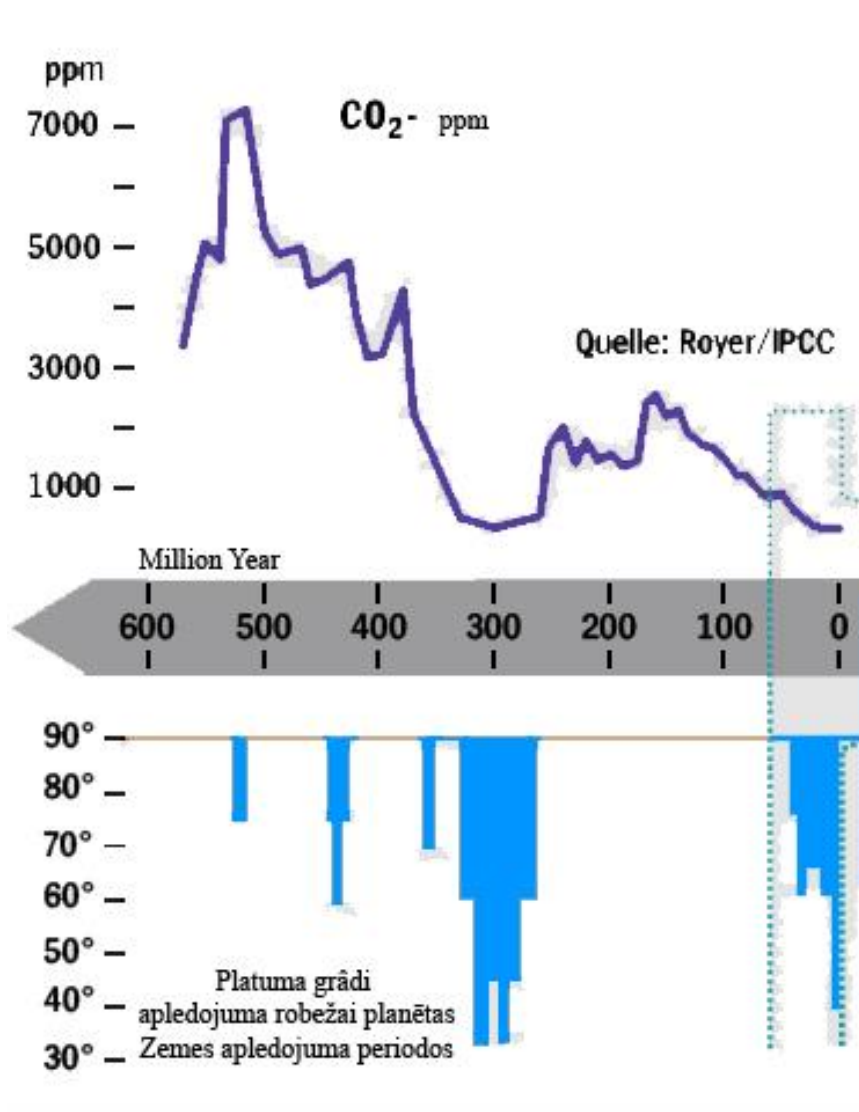 ppm
CO₂- ppm
7000
5000
Quelle: Royer/IPCC
3000
1000
Million Year
600 500 400 300 200 100 0
90°
80°
70°
60°
50°
40°
30°
Platuma grâdi
apledojuma robežai planētas
Zemes apledojuma periodos